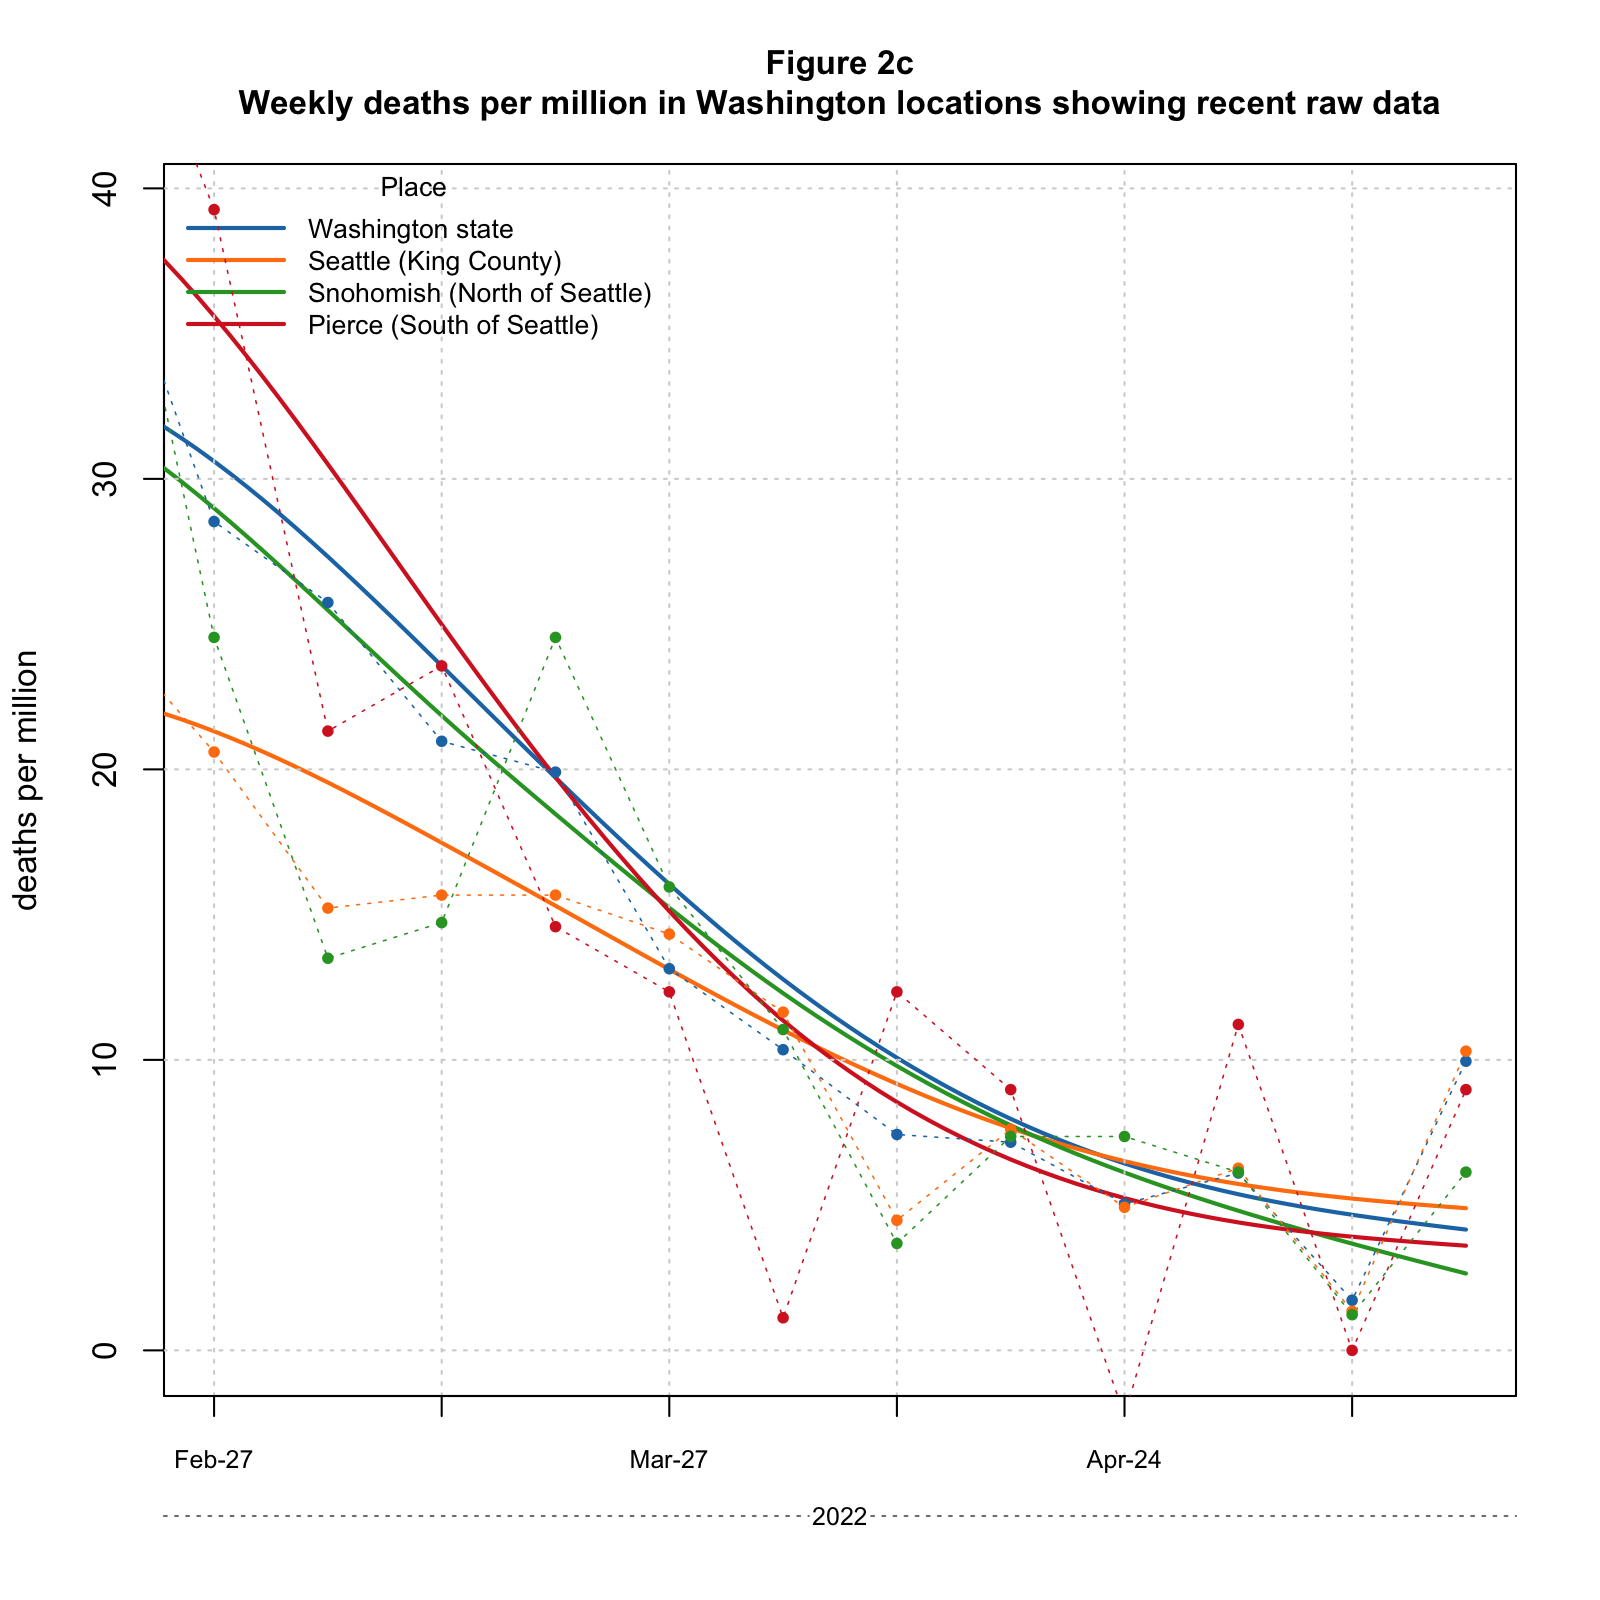 Figure 2c
Weekly deaths per million in Washington locations showing recent raw data
Place
Washington state
Seattle (King County)
Snohomish (North of Seattle)
Pierce (South of Seattle)
40
30
20
10
0
deaths per million
Feb-27
Mar-27
Apr-24
2022